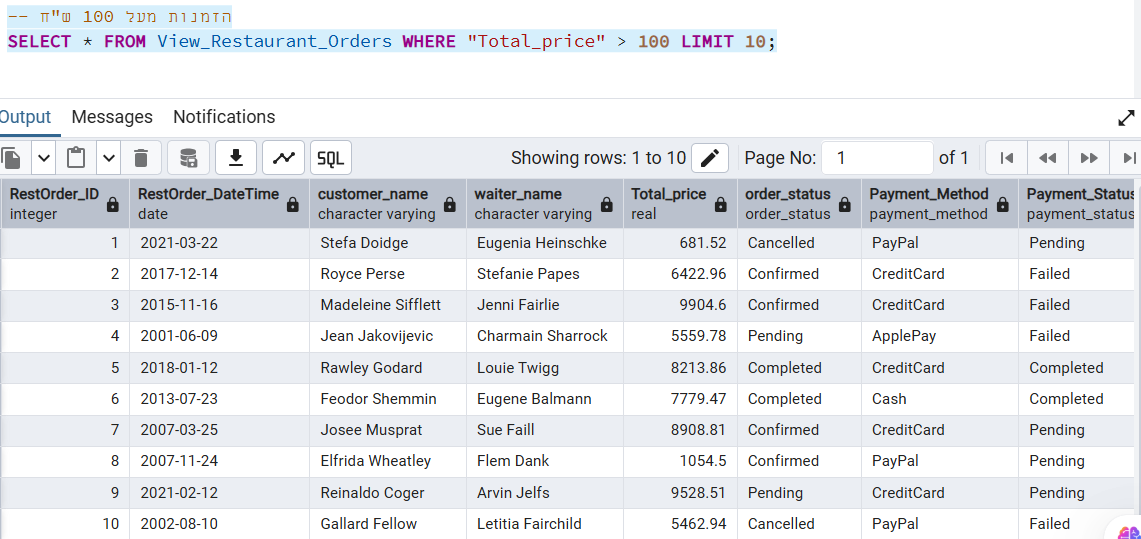 -- הזמנות מעל 100 ש"ח
SELECT * FROM View_Restaurant_Orders WHERE "Total_price" > 100 LIMIT 10;
Output Messages Notifications
SQL Showing rows: 1 to 10 Page No: 1 of 1
RestOrder_ID RestOrder_DateTime customer_name waiter_name Total_price order_status Payment_Method Payment_Status
integer date character varying character varying real order_status payment_method payment_status
1 2021-03-22 Stefa Doidge Eugenia Heinschke 681.52 Cancelled PayPal Pending
2 2017-12-14 Royce Perse Stefanie Papes 6422.96 Confirmed CreditCard Failed
3 2015-11-16 Madeleine Sifflett Jenni Fairlie 9904.6 Confirmed CreditCard Failed
4 2001-06-09 Jean Jakovijevic Charmain Sharrock 5559.78 Pending ApplePay Failed
5 2018-01-12 Rawley Godard Louie Twigg 8213.86 Completed CreditCard Completed
6 2013-07-23 Feodor Shemmin Eugene Balmann 7779.47 Completed Cash Completed
7 2007-03-25 Josee Musprat Sue Faill 8908.81 Confirmed CreditCard Pending
8 2007-11-24 Elfrida Wheatley Flem Dank 1054.5 Confirmed PayPal Pending
9 2021-02-12 Reinaldo Coger Arvin Jelfs 9528.51 Pending CreditCard Pending
10 2002-08-10 Gallard Fellow Letitia Fairchild 5462.94 Cancelled PayPal Failed